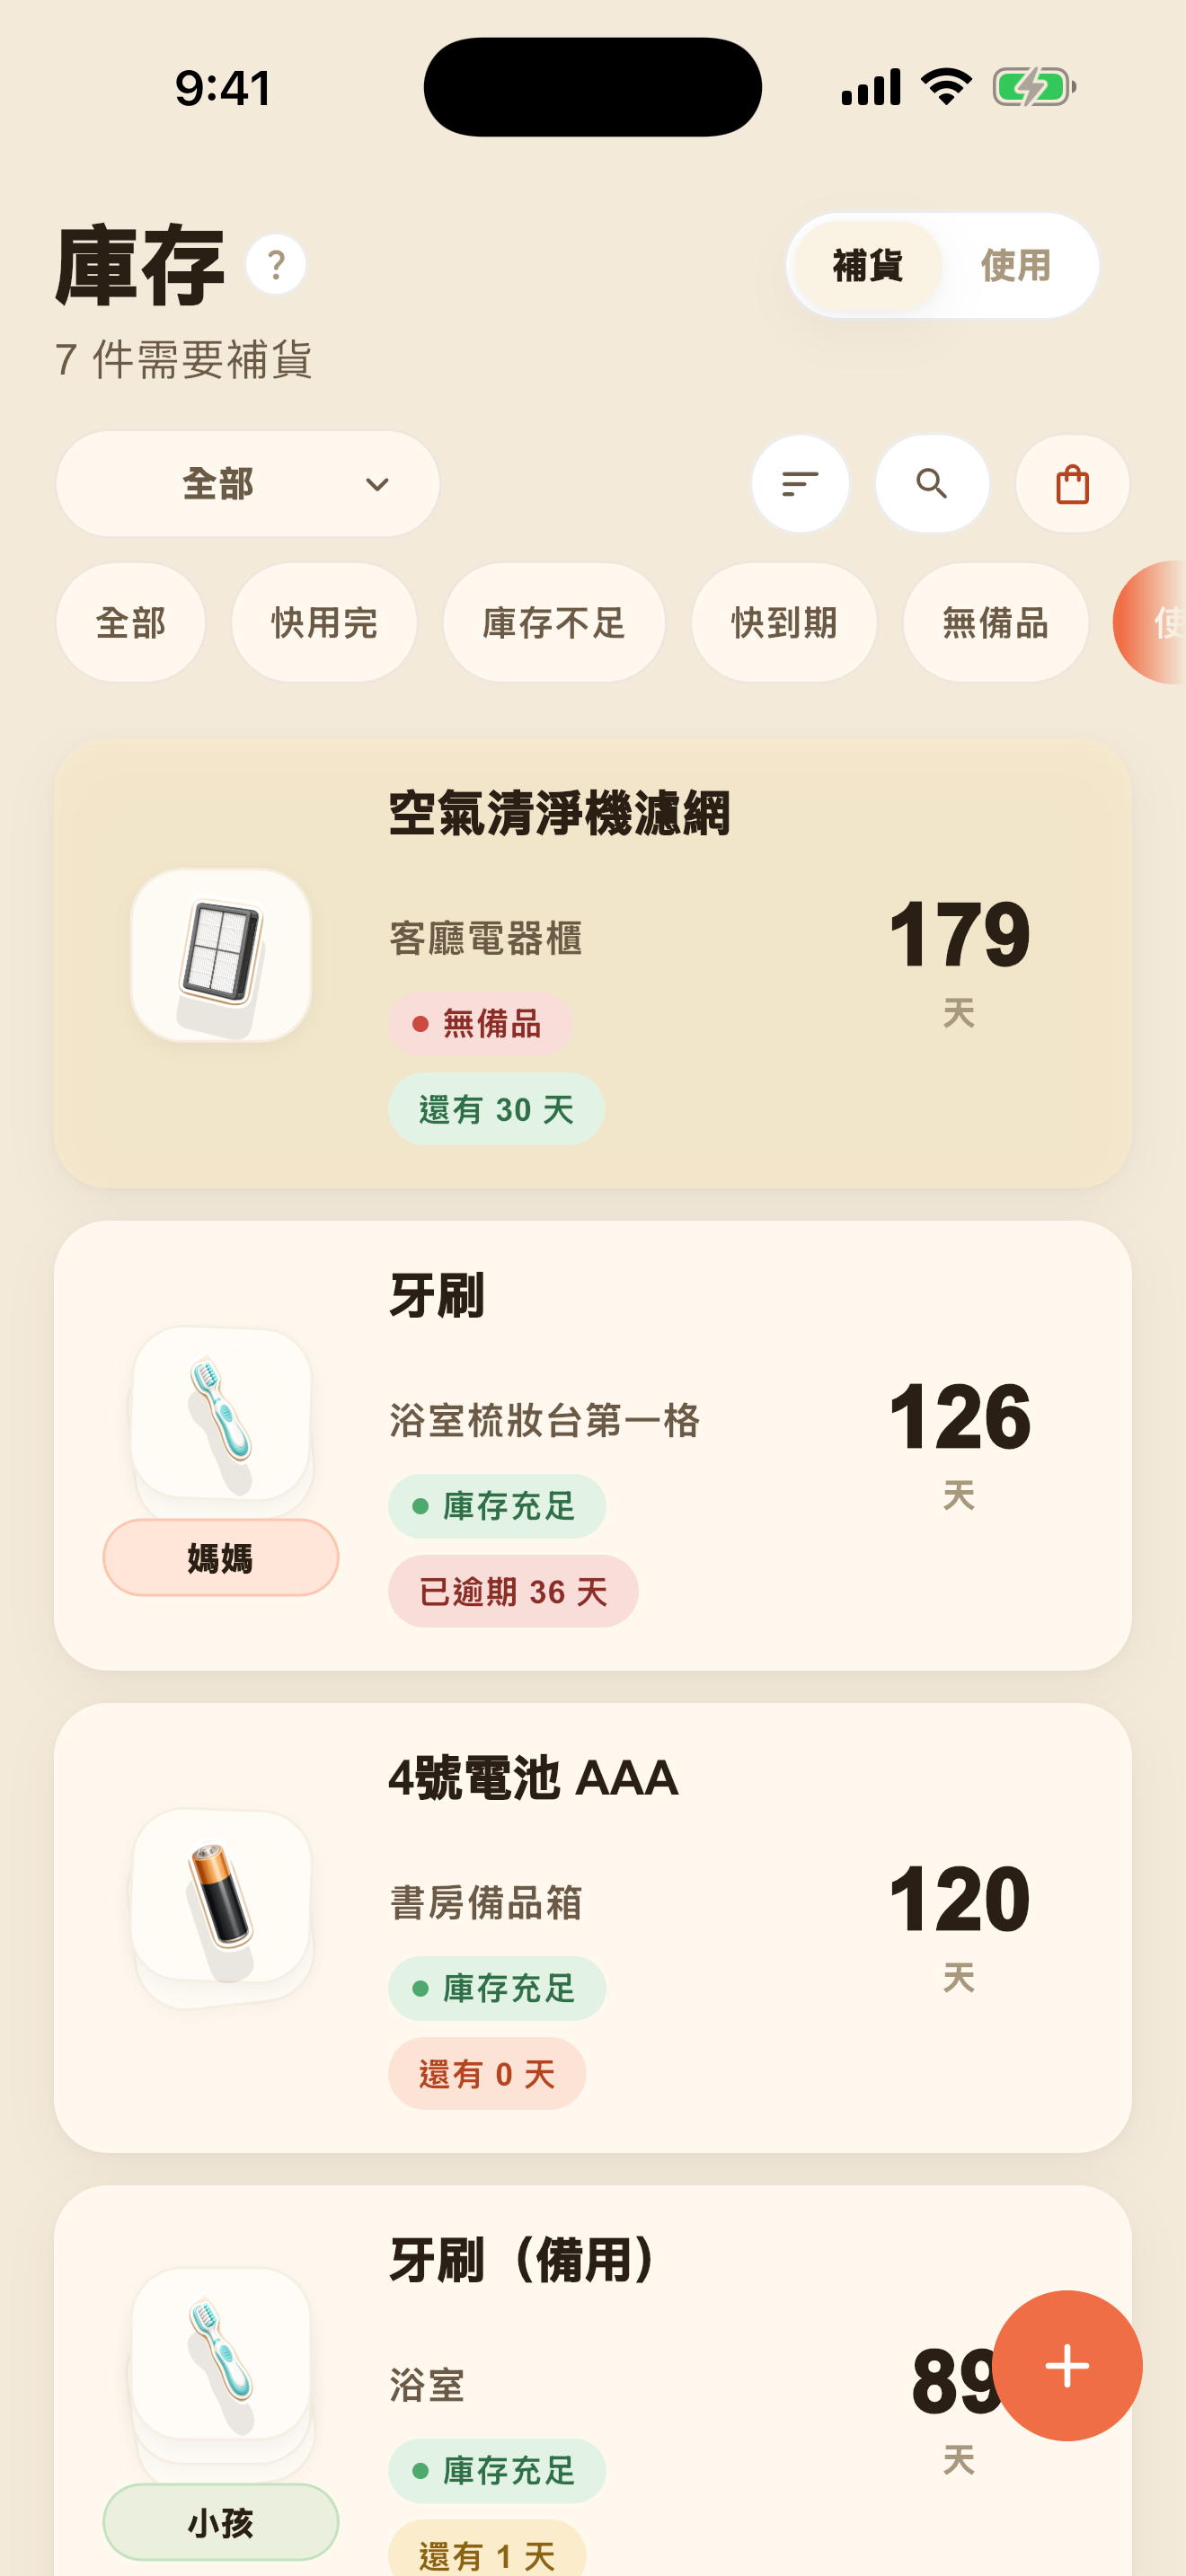 9:41
庫存 ?
補貨 使用
7 件需要補貨
全部
全部 快用完 庫存不足 快到期 無備品 使
空氣清淨機濾網
客廳電器櫃
179
天
無備品
還有 30 天
牙刷
浴室梳妝台第一格
126
天
庫存充足
媽媽
已逾期 36 天
4號電池 AAA
書房備品箱
120
天
庫存充足
還有 0 天
牙刷（備用）
浴室
89
天
庫存充足
小孩
還有 1 天